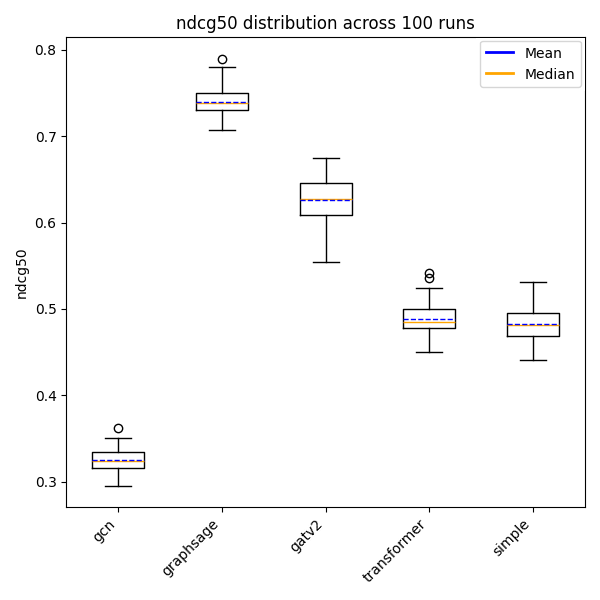 ndcg50 distribution across 100 runs
Mean
Median
ndcg50
0.8
0.7
0.6
0.5
0.4
0.3
gcn
graphsage
gatv2
transformer
simple